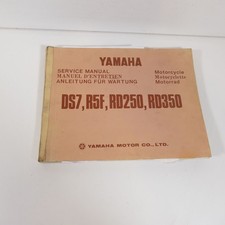 YAMAHA
SERVICE MANUAL Motorcycle
MANUEL D'ENTRETIEN Motocyclette
ANLEITUNG FÜR WARTUNG Motorrad
DS7, R5F, RD250, RD350
YAMAHA MOTOR CO., LTD.